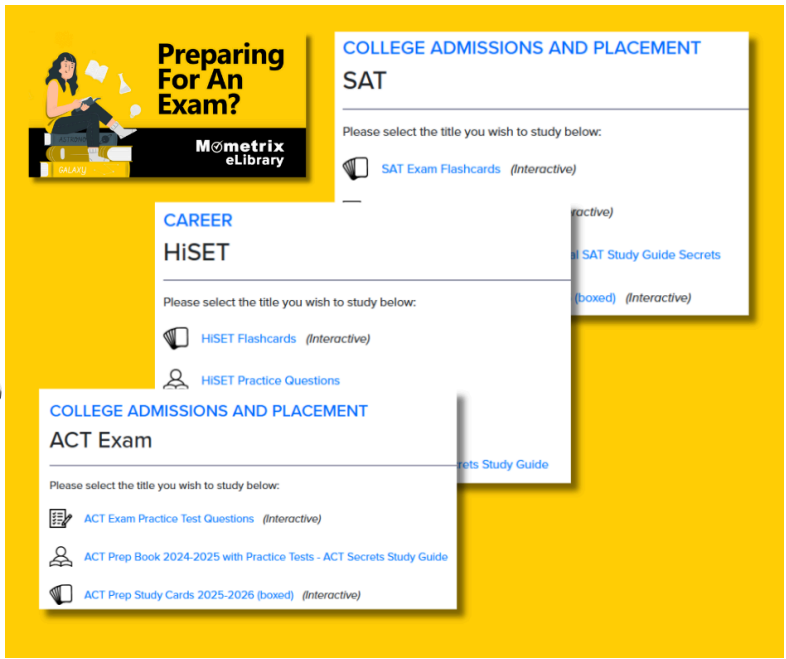 Preparing
For An
Exam?
Mometrix
eLibrary
GALAXY
COLLEGE ADMISSIONS AND PLACEMENT
SAT
Please select the title you wish to study below:
SAT Exam Flashcards (Interactive)
SAT Study Guide Secrets
(boxed) (Interactive)
CAREER
HiSET
Please select the title you wish to study below:
HiSET Flashcards (Interactive)
HiSET Practice Questions
Study Guide
COLLEGE ADMISSIONS AND PLACEMENT
ACT Exam
Please select the title you wish to study below:
ACT Exam Practice Test Questions (Interactive)
ACT Prep Book 2024-2025 with Practice Tests - ACT Secrets Study Guide
ACT Prep Study Cards 2025-2026 (boxed) (Interactive)